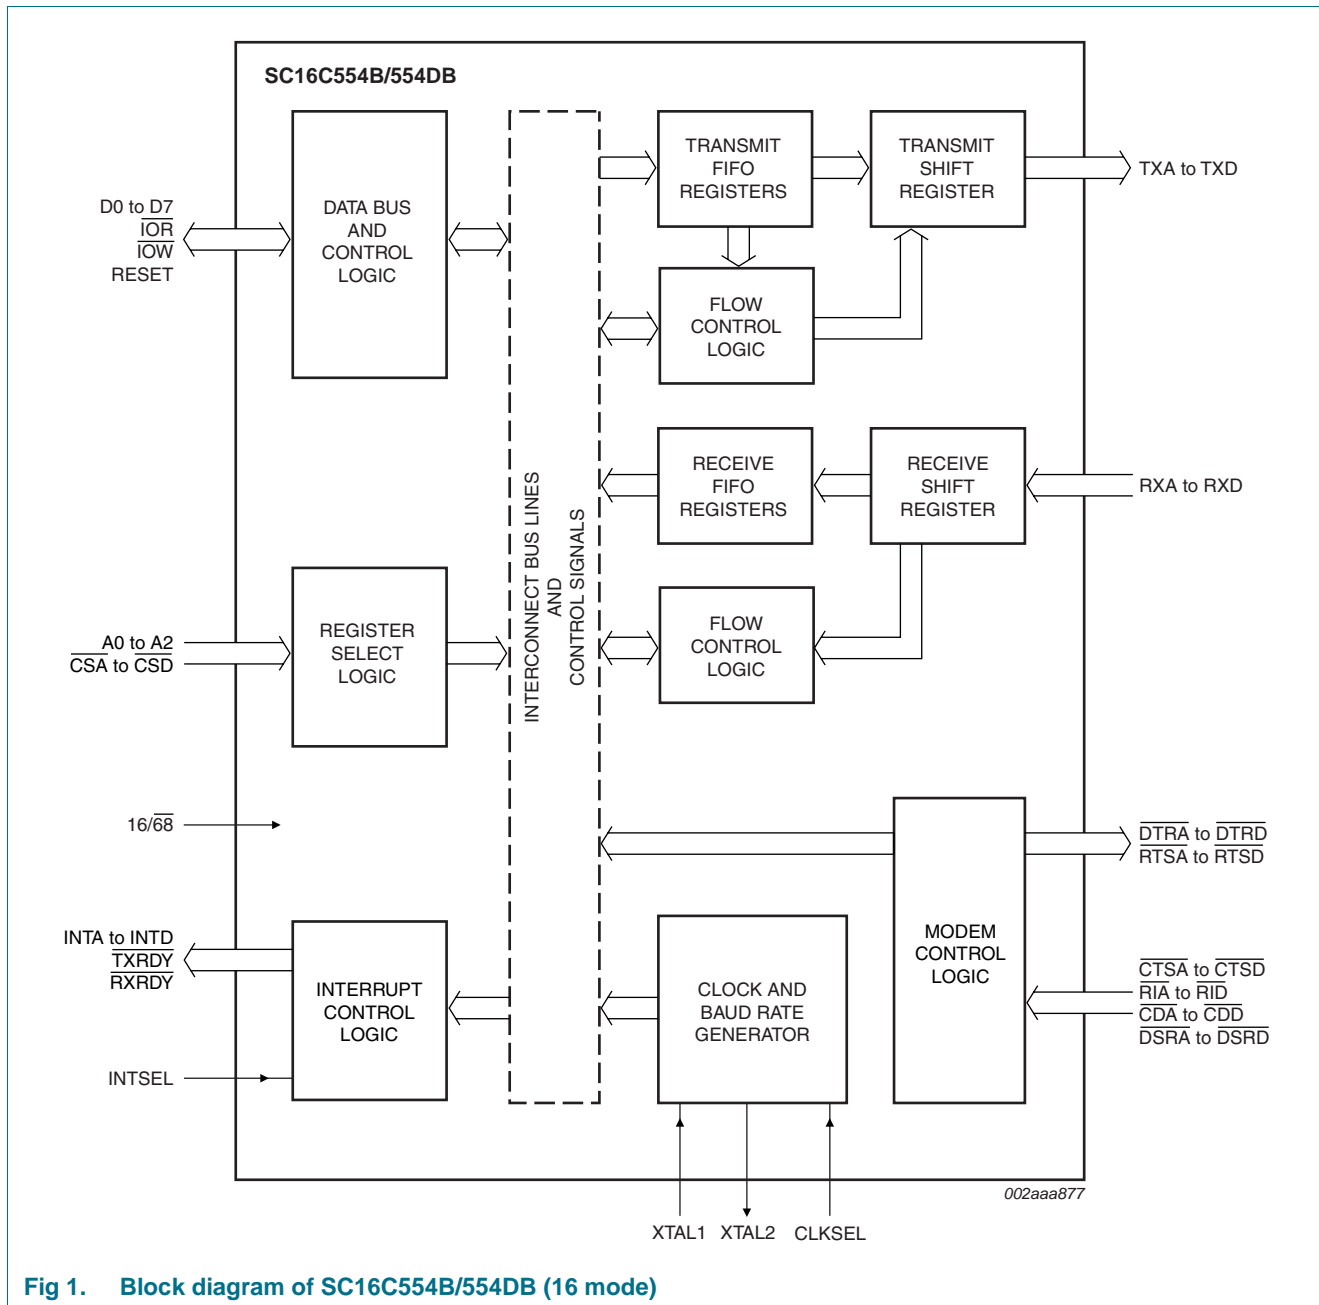 SC16C554B/554DB
D0 to D7
IOR
IOW
RESET
DATA BUS
AND
CONTROL
LOGIC
TRANSMIT
FIFO
REGISTERS
TRANSMIT
SHIFT
REGISTER
TXA to TXD
FLOW
CONTROL
LOGIC
INTERCONNECT BUS LINES
AND
CONTROL SIGNALS
RECEIVE
FIFO
REGISTERS
RECEIVE
SHIFT
REGISTER
RXA to RXD
A0 to A2
CSA to CSD
REGISTER
SELECT
LOGIC
FLOW
CONTROL
LOGIC
16/68
DTRA to DTRD
RTSA to RTSD
MODEM
CONTROL
LOGIC
INTA to INTD
TXRDY
RXRDY
INTERRUPT
CONTROL
LOGIC
CLOCK AND
BAUD RATE
GENERATOR
CTSA to CTSD
RIA to RID
CDA to CDD
DSRA to DSRD
INTSEL
XTAL1 XTAL2 CLKSEL
002aaa877
Fig 1. Block diagram of SC16C554B/554DB (16 mode)